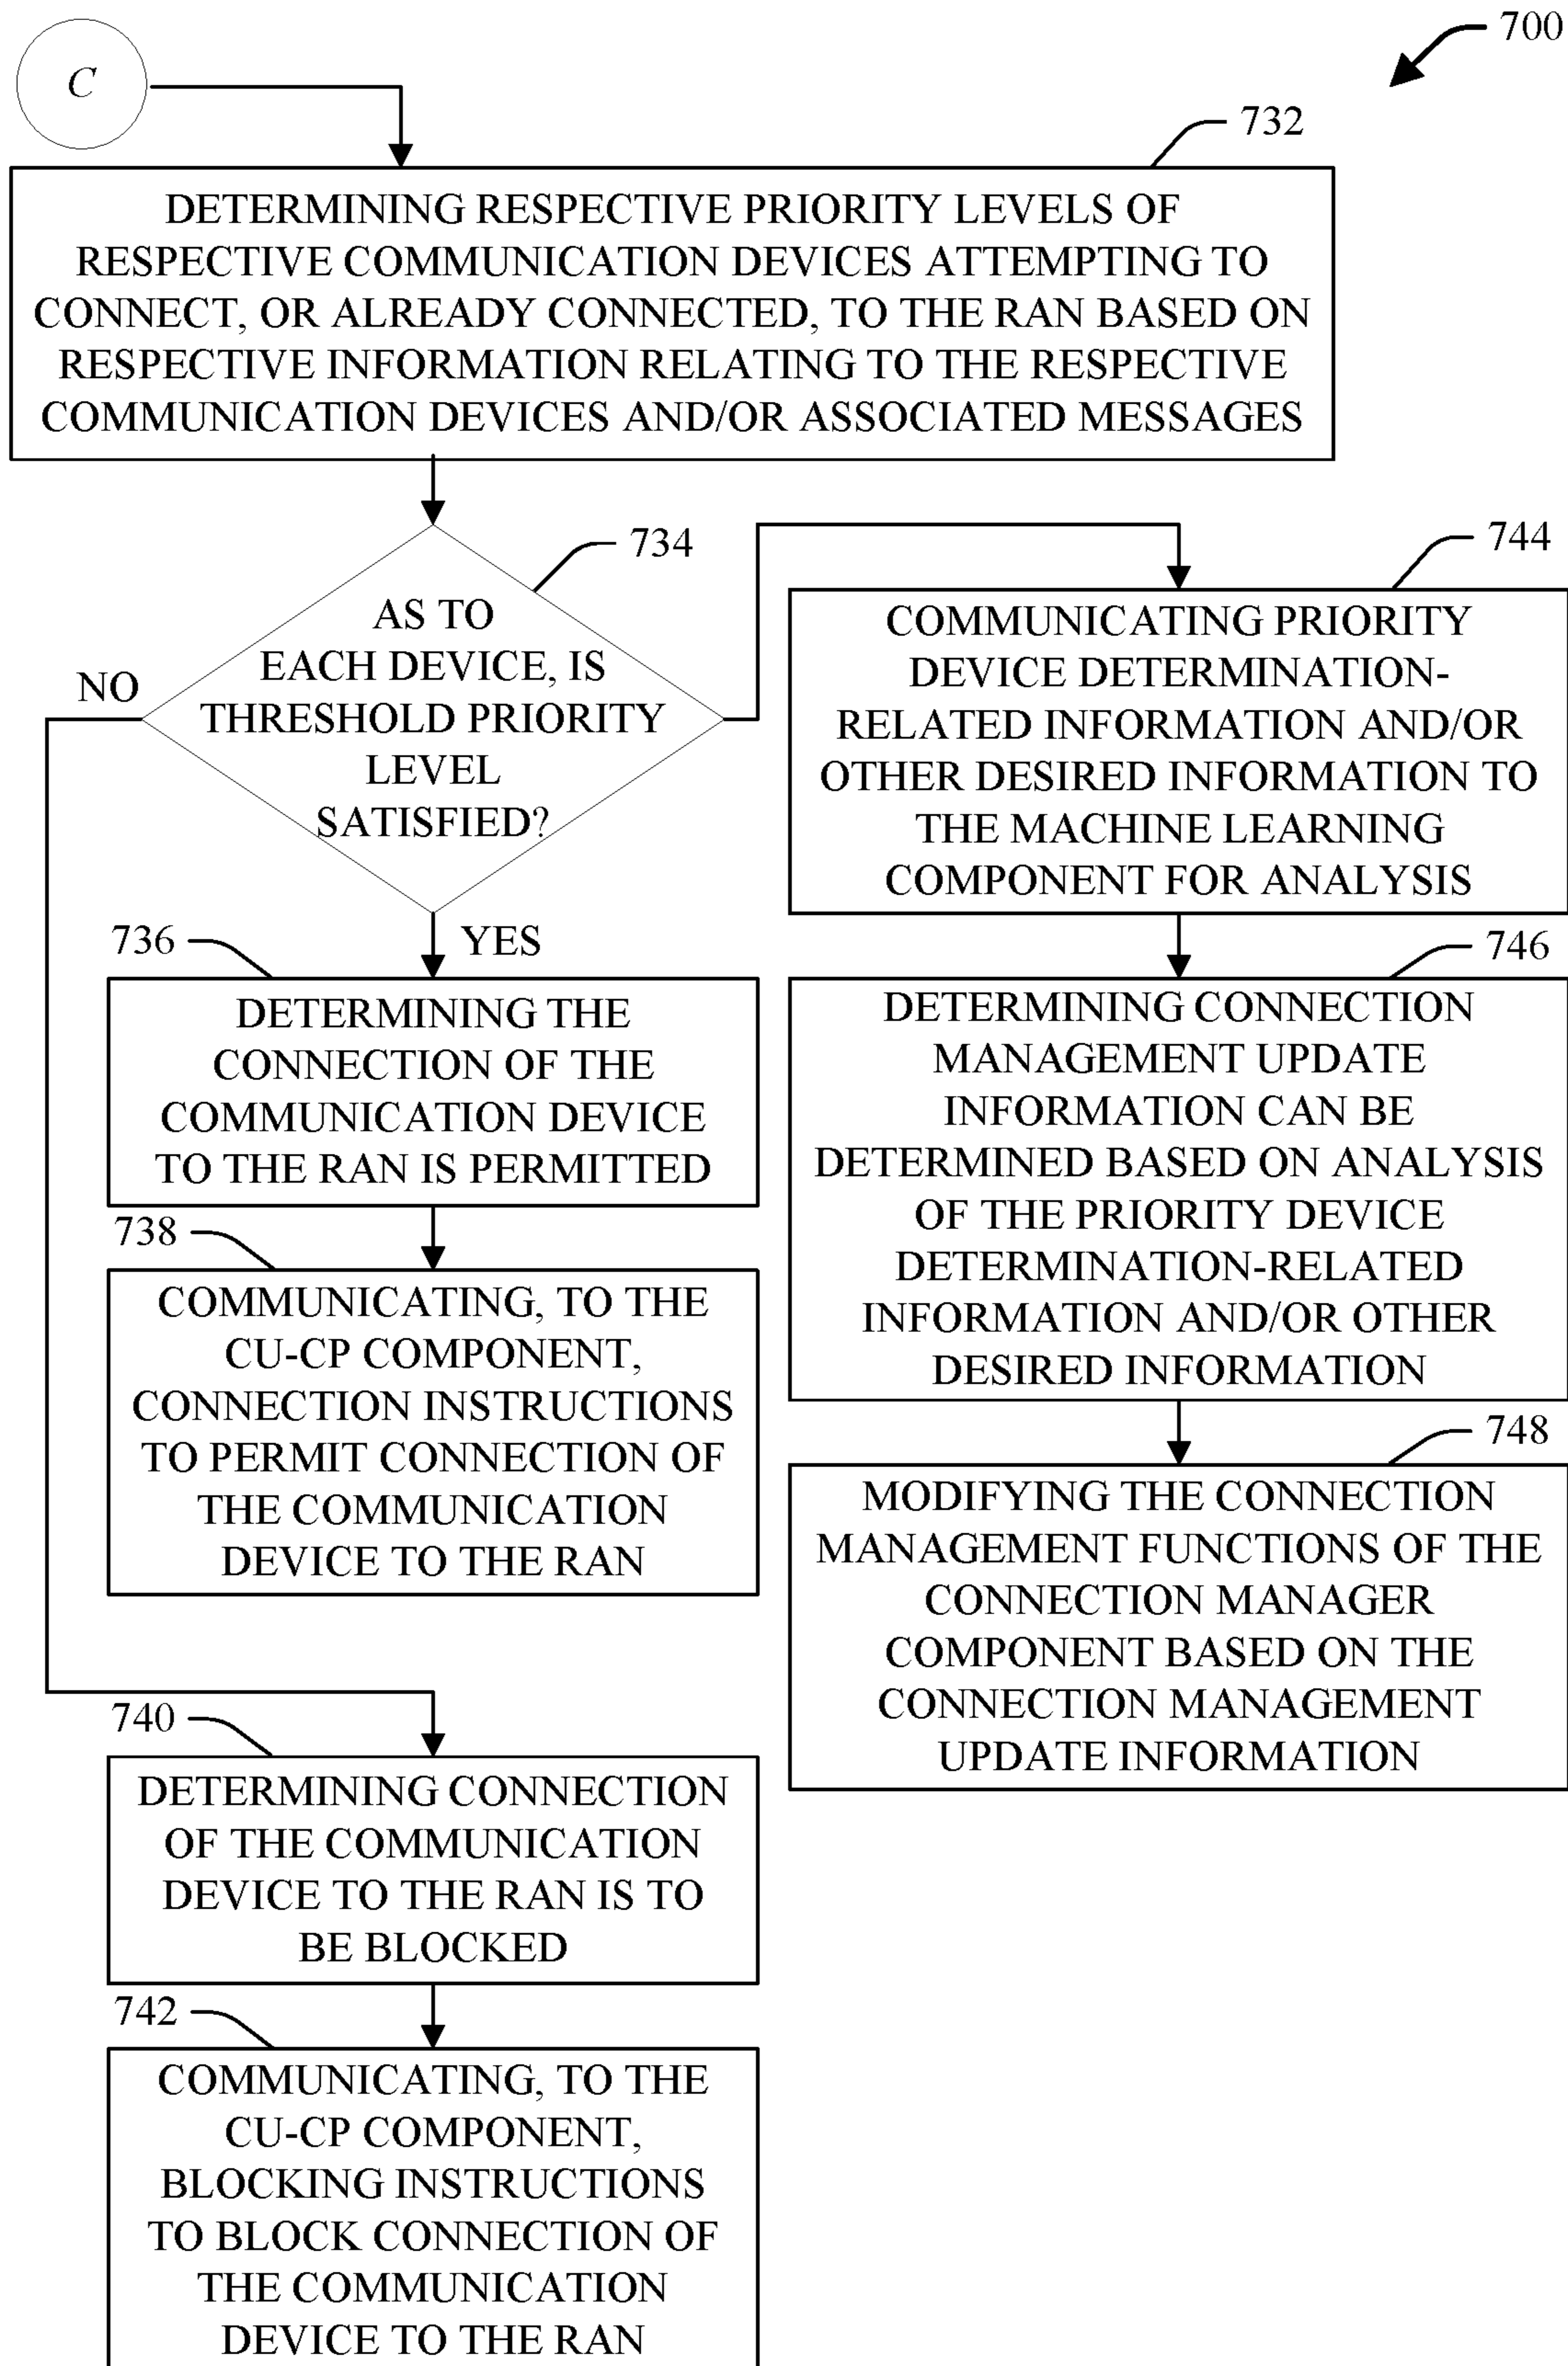 700
C
732
DETERMINING RESPECTIVE PRIORITY LEVELS OF
RESPECTIVE COMMUNICATION DEVICES ATTEMPTING TO
CONNECT, OR ALREADY CONNECTED, TO THE RAN BASED ON
RESPECTIVE INFORMATION RELATING TO THE RESPECTIVE
COMMUNICATION DEVICES AND/OR ASSOCIATED MESSAGES
734
AS TO
EACH DEVICE, IS
THRESHOLD PRIORITY
LEVEL
SATISFIED?
NO
YES
736
DETERMINING THE
CONNECTION OF THE
COMMUNICATION DEVICE
TO THE RAN IS PERMITTED
738
COMMUNICATING, TO THE
CU-CP COMPONENT,
CONNECTION INSTRUCTIONS
TO PERMIT CONNECTION OF
THE COMMUNICATION
DEVICE TO THE RAN
740
DETERMINING CONNECTION
OF THE COMMUNICATION
DEVICE TO THE RAN IS TO
BE BLOCKED
742
COMMUNICATING, TO THE
CU-CP COMPONENT,
BLOCKING INSTRUCTIONS
TO BLOCK CONNECTION OF
THE COMMUNICATION
DEVICE TO THE RAN
744
COMMUNICATING PRIORITY
DEVICE DETERMINATION-
RELATED INFORMATION AND/OR
OTHER DESIRED INFORMATION TO
THE MACHINE LEARNING
COMPONENT FOR ANALYSIS
746
DETERMINING CONNECTION
MANAGEMENT UPDATE
INFORMATION CAN BE
DETERMINED BASED ON ANALYSIS
OF THE PRIORITY DEVICE
DETERMINATION-RELATED
INFORMATION AND/OR OTHER
DESIRED INFORMATION
748
MODIFYING THE CONNECTION
MANAGEMENT FUNCTIONS OF THE
CONNECTION MANAGER
COMPONENT BASED ON THE
CONNECTION MANAGEMENT
UPDATE INFORMATION